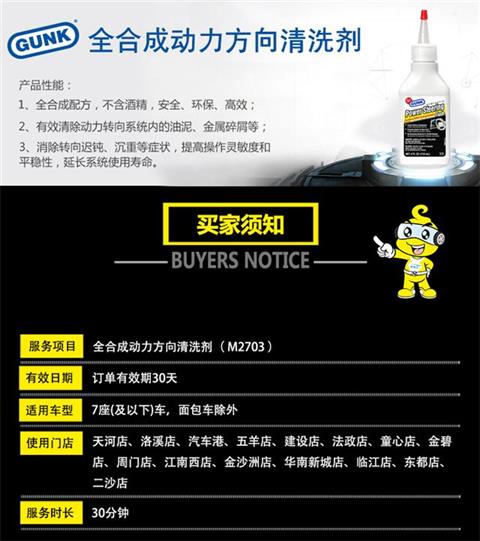 GUNK 全合成动力方向清洗剂
产品性能：
1、全合成配方，不含酒精，安全、环保、高效；
2、有效清除动力转向系统内的油泥、金属碎屑等；
3、消除转向迟钝、沉重等症状，提高操作灵敏度和
平稳性，延长系统使用寿命。
Power Steering
买家须知
BUYERS NOTICE
服务项目 全合成动力方向清洗剂（M2703）
有效日期 订单有效期30天
适用车型 7座(及以下)车，面包车除外
使用门店 天河店、洛溪店、汽车港、五羊店、建设店、法政店、童心店、金碧
店、周门店、江南西店、金沙洲店、华南新城店、临江店、东都店、
二沙店
服务时长 30分钟